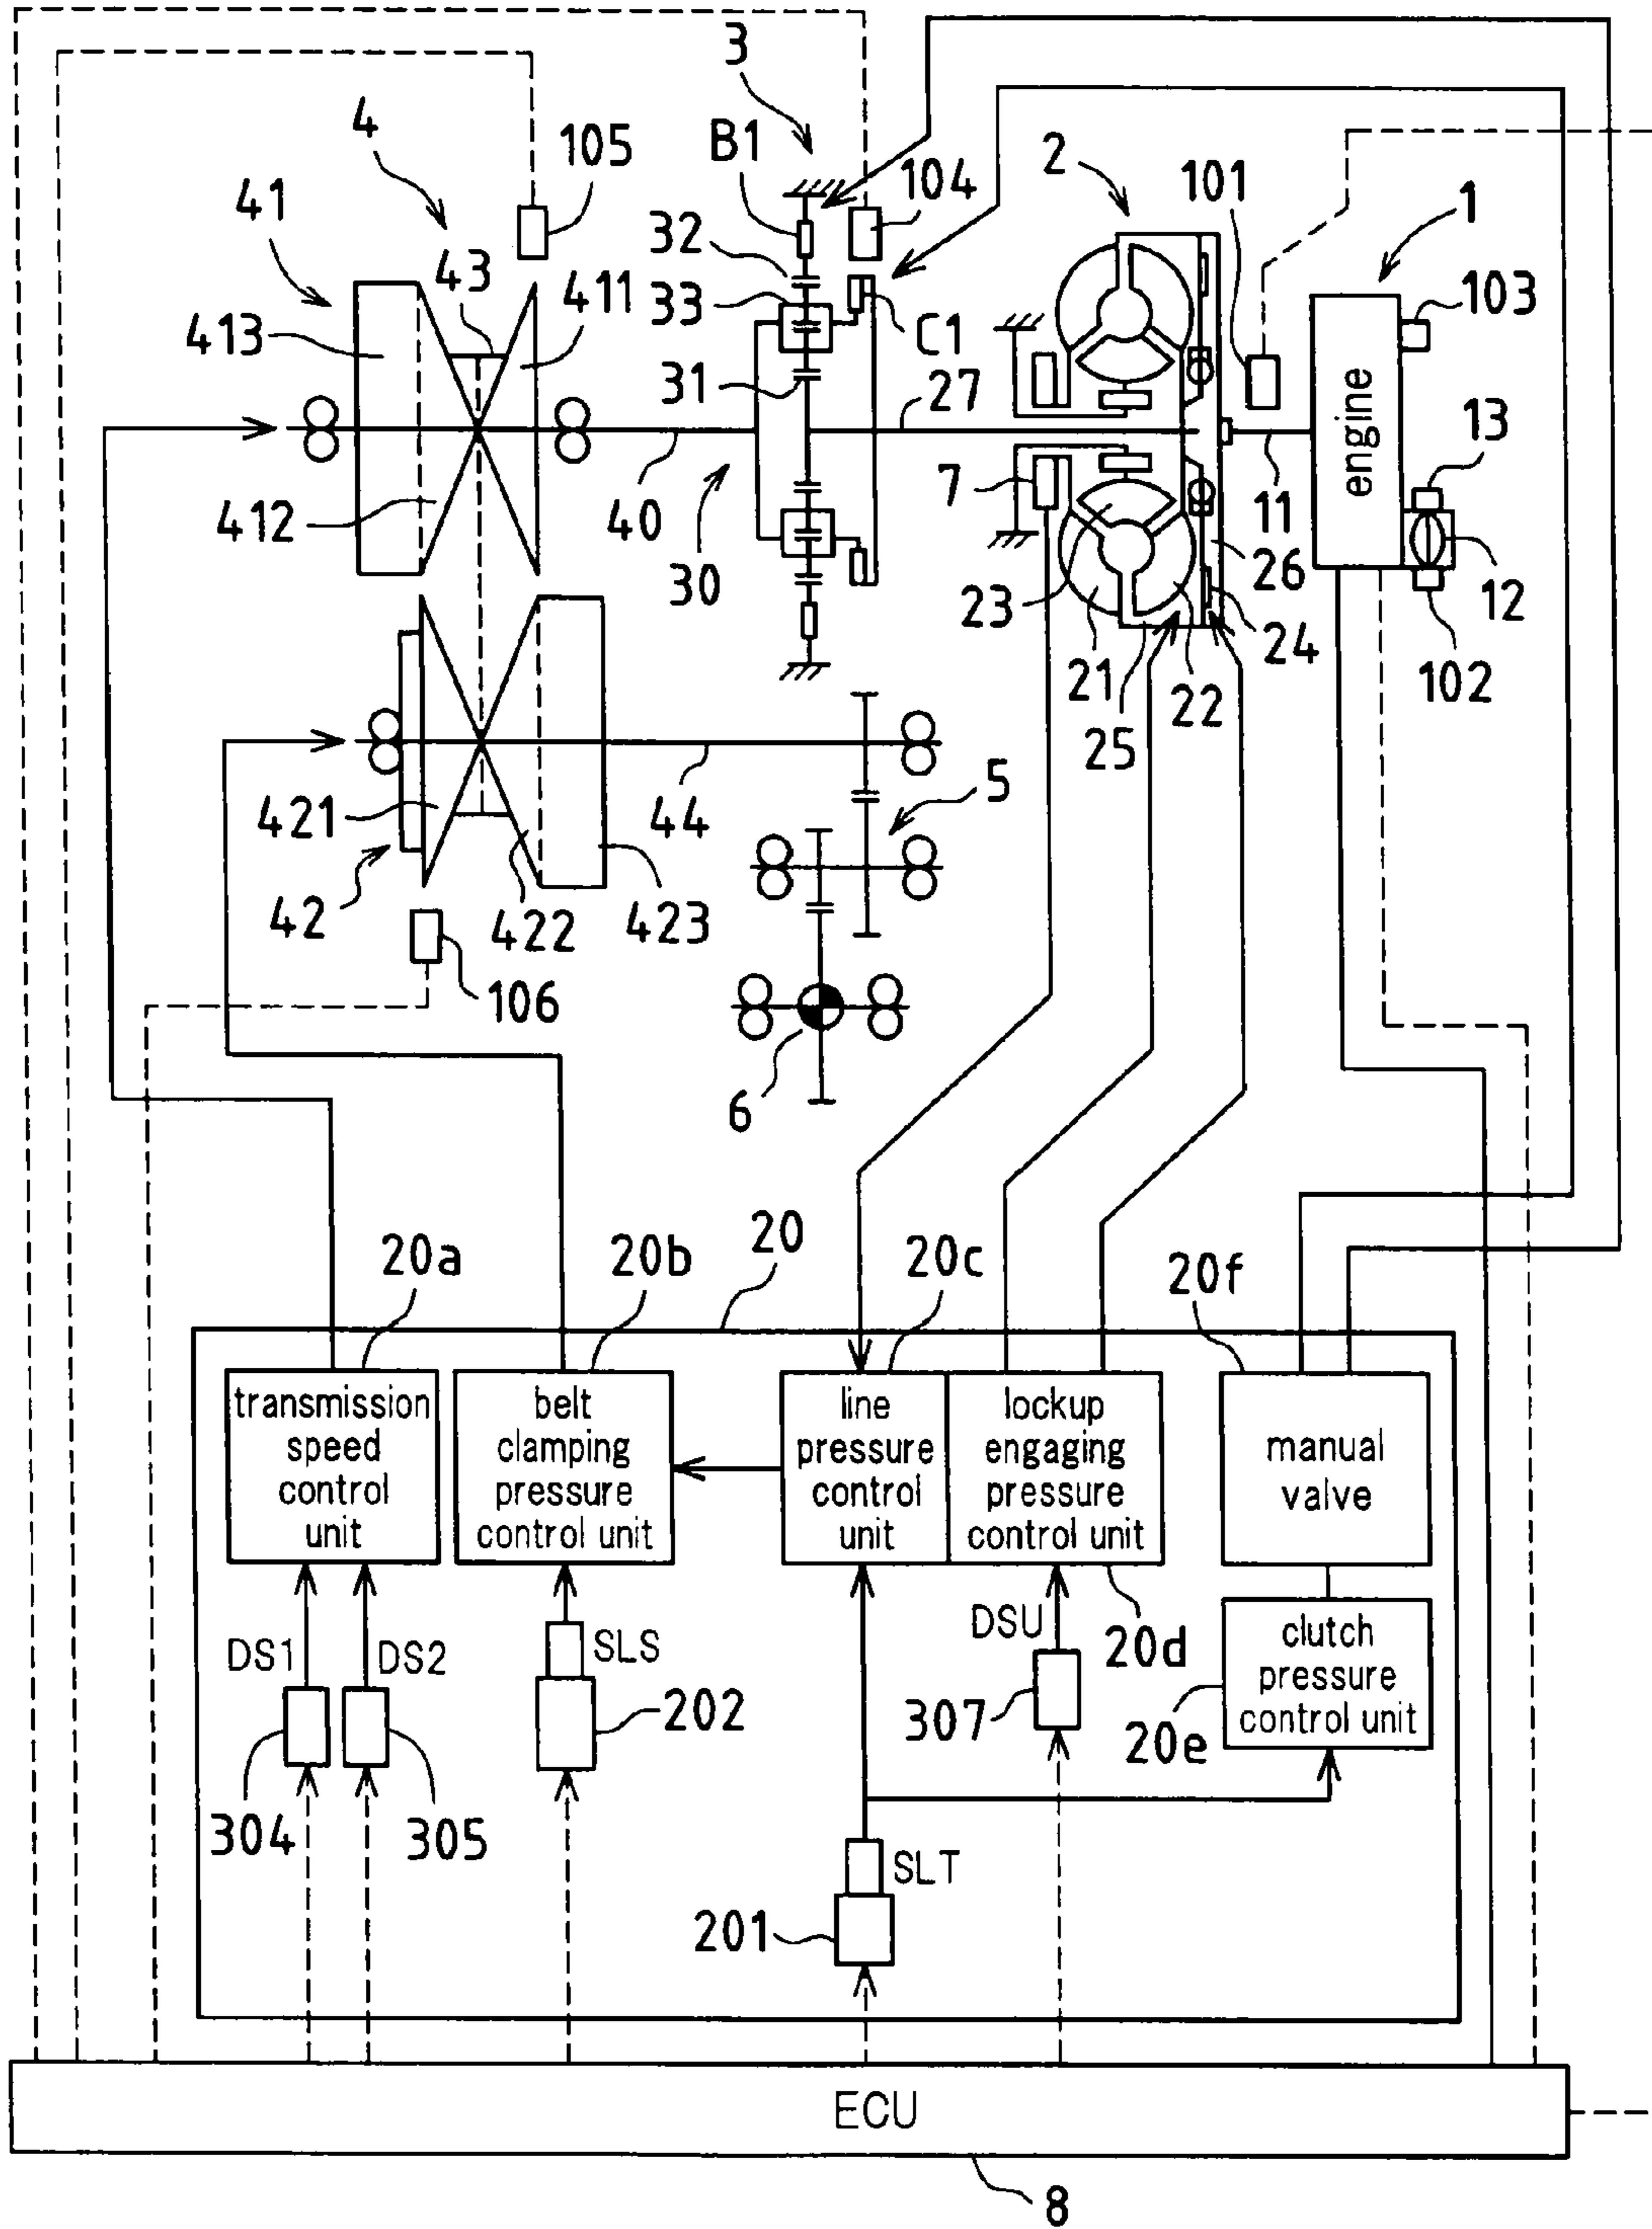 3
4
B1
105
104
2
101
1
41
32
43
411
33
103
413
C1
31
27
engine
13
7
412
40
11
30
26
12
23
24
21
22
102
25
421
44
5
42
422
423
106
6
20
20a
20b
20c
20f
transmission
speed
control
unit
belt
clamping
pressure
control unit
line
pressure
control
unit
lockup
engaging
pressure
control unit
manual
valve
DS1
DS2
SLS
DSU
20d
clutch
pressure
control unit
202
307
20e
304
305
SLT
201
ECU
8